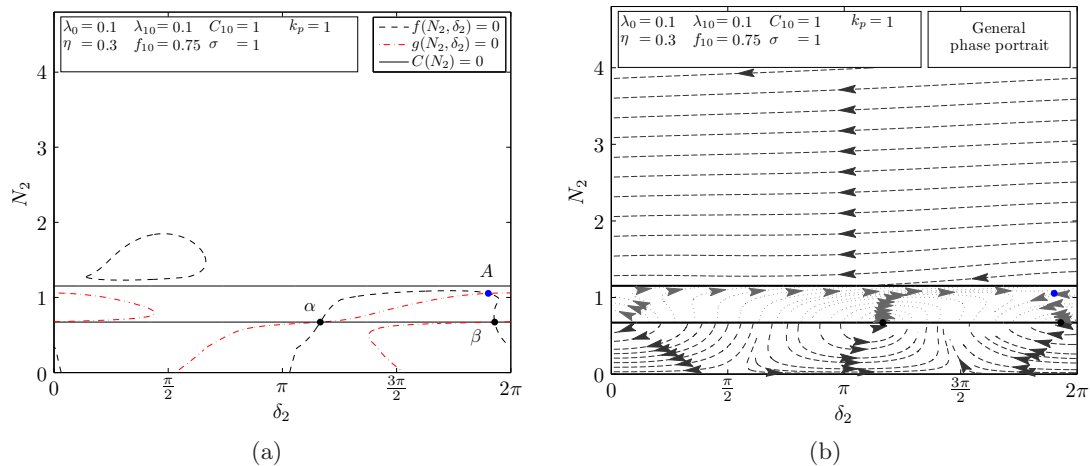 λ₀ = 0.1 λ₁₀ = 0.1 C₁₀ = 1 kₚ = 1
η = 0.3 f₁₀ = 0.75 σ = 1
f(N₂, δ₂) = 0
g(N₂, δ₂) = 0
C(N₂) = 0
4
3
2
1
0
N₂
A
α
β
0 π/2 π 3π/2 2π
δ₂
(a)
λ₀ = 0.1 λ₁₀ = 0.1 C₁₀ = 1 kₚ = 1
η = 0.3 f₁₀ = 0.75 σ = 1
General
phase portrait
4
3
2
1
0
N₂
π/2 π 3π/2 2π
δ₂
(b)